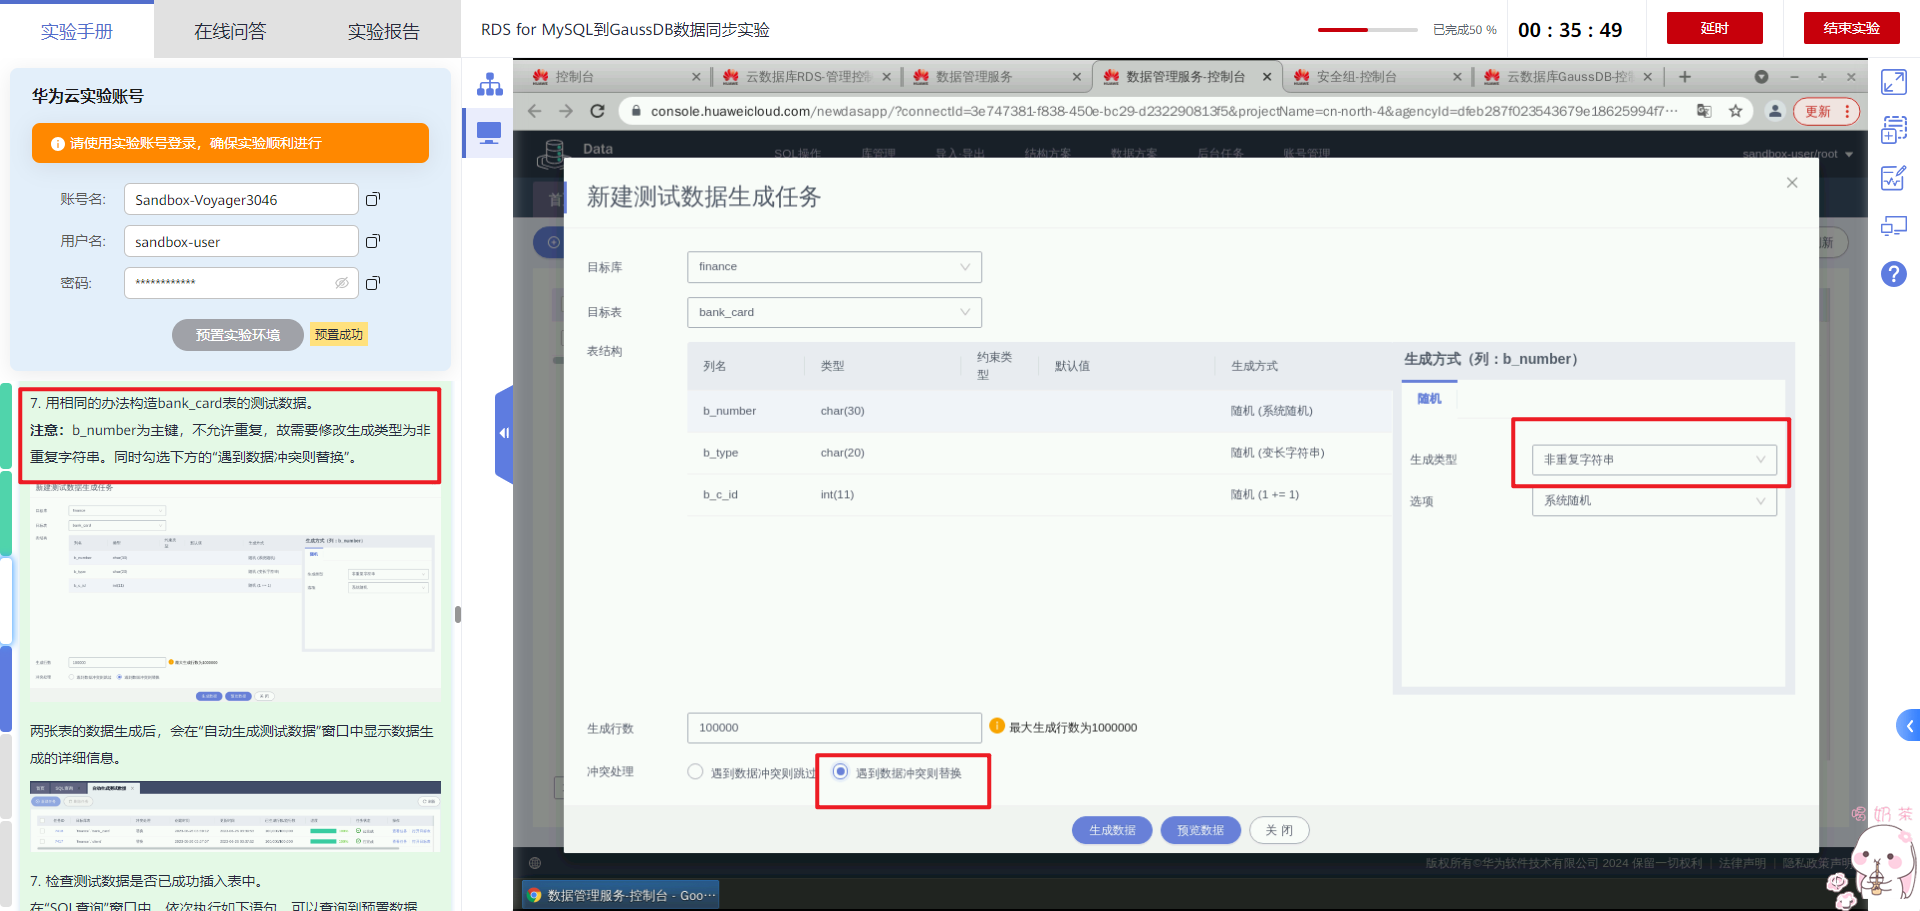 实验手册
在线问答
实验报告
RDS for MySQL到GaussDB数据同步实验
已完成50 %
00 : 35 : 49
延时
结束实验
华为云实验账号
请使用实验账号登录，确保实验顺利进行
账号名:
Sandbox-Voyager3046
用户名:
sandbox-user
密码:
************
预置实验环境
预置成功
7. 用相同的办法构造bank_card表的测试数据。
注意：b_number为主键，不允许重复，故需要修改生成类型为非
重复字符串。同时勾选下方的“遇到数据冲突则替换”。
新建测试数据生成任务
两张表的数据生成后，会在“自动生成测试数据”窗口中显示数据生
成的详细信息。
7. 检查测试数据是否已成功插入表中。
在“SQL查询”窗口中，依次执行如下语句，可以查询到预置数据
控制台
云数据库RDS-管理控制
数据管理服务
数据管理服务-控制台
安全组-控制台
云数据库GaussDB-控
console.huaweicloud.com/newdasapp/?connectId=3e747381-f838-450e-bc29-d232290813f5&projectName=cn-north-4&agencyId=dfeb287f023543679e18625994f7···
更新
Data
SQL操作
库管理
导入·导出
结构方案
数据方案
后台任务
账号管理
sandbox-user/root
首
新
新建测试数据生成任务
目标库
finance
目标表
bank_card
表结构
列名
类型
约束类
型
默认值
生成方式
b_number
char(30)
随机 (系统随机)
b_type
char(20)
随机 (变长字符串)
b_c_id
int(11)
随机 (1 += 1)
生成方式（列：b_number）
随机
生成类型
非重复字符串
选项
系统随机
生成行数
100000
最大生成行数为1000000
冲突处理
遇到数据冲突则跳过
遇到数据冲突则替换
生成数据
预览数据
关 闭
版权所有©华为软件技术有限公司 2024 保留一切权利
法律声明
隐私政策声明
数据管理服务-控制台 - Goo···
喝奶茶